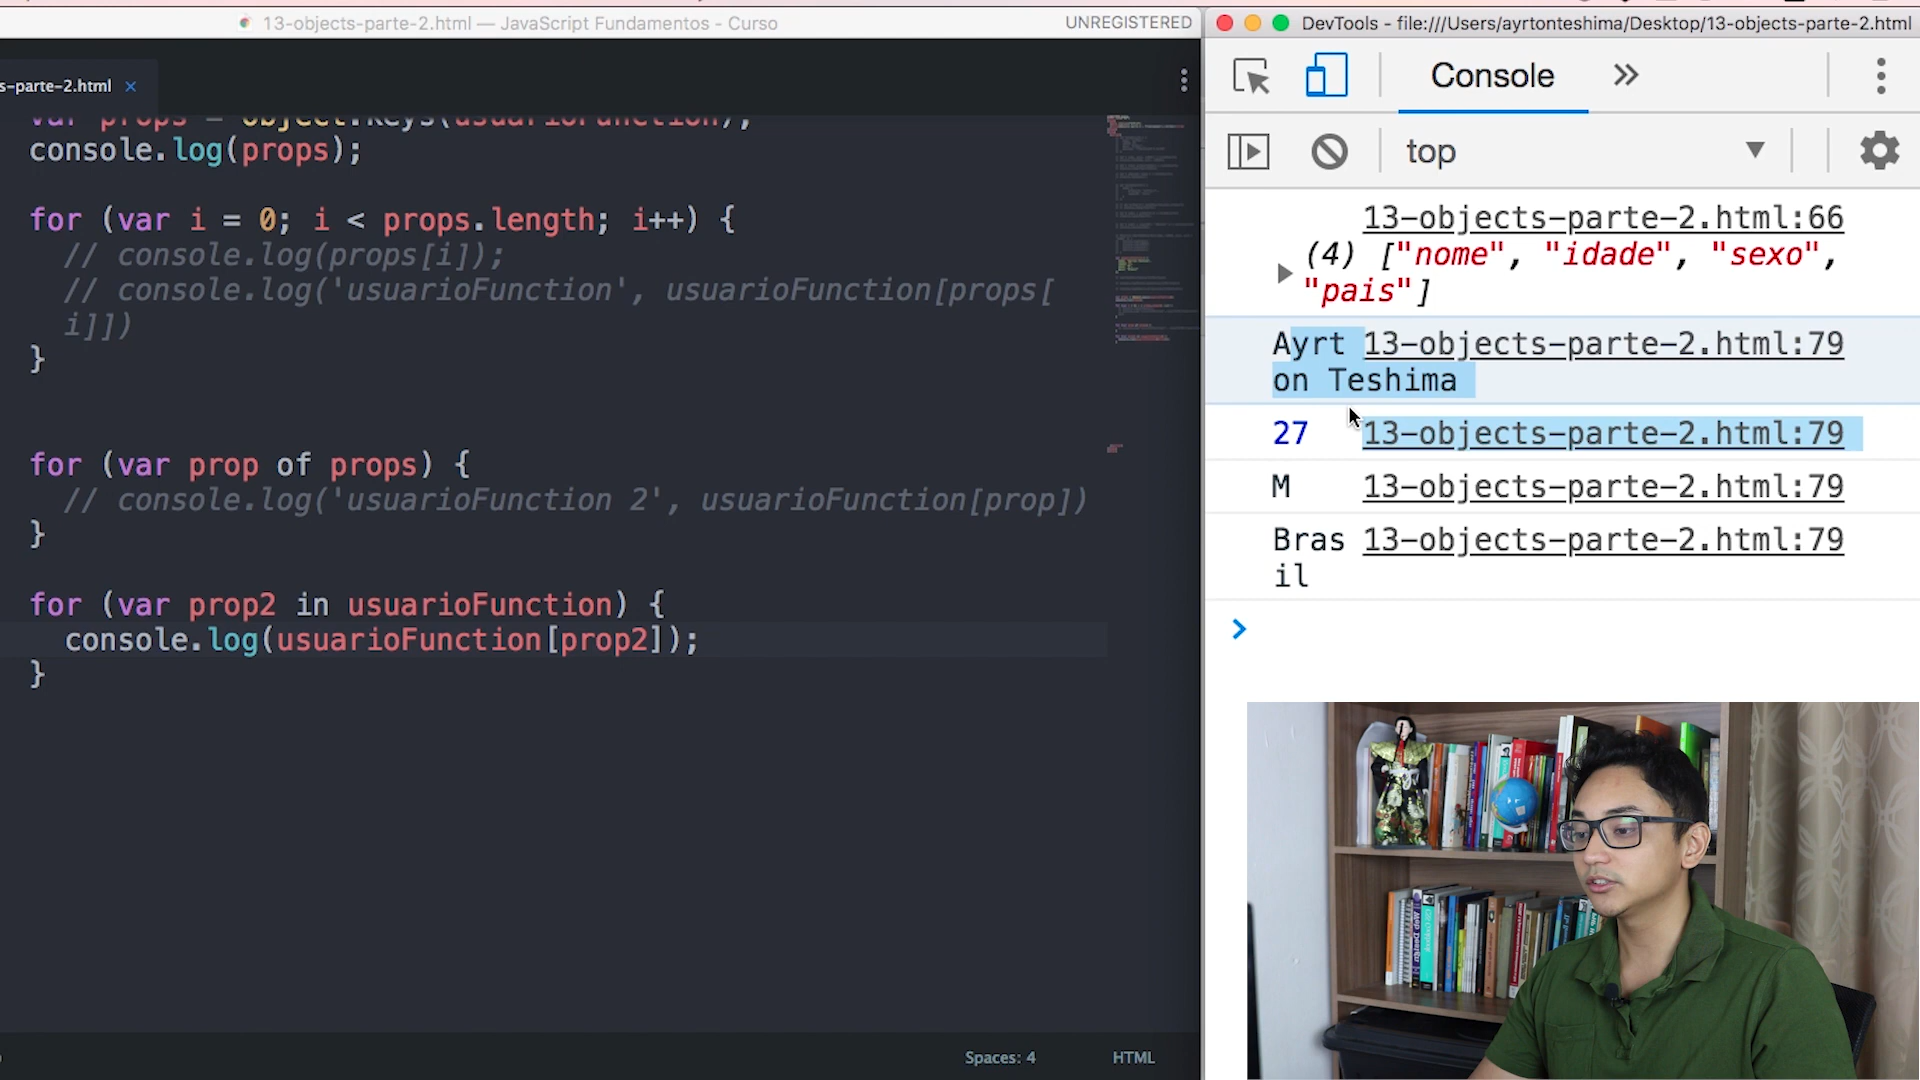 13-objects-parte-2.html — JavaScript Fundamentos - Curso
UNREGISTERED
s-parte-2.html ×
var props = Object.keys(usuarioFunction);
console.log(props);
for (var i = 0; i < props.length; i++) {
// console.log(props[i]);
// console.log('usuarioFunction', usuarioFunction[props[
i]])
}
for (var prop of props) {
// console.log('usuarioFunction 2', usuarioFunction[prop])
}
for (var prop2 in usuarioFunction) {
console.log(usuarioFunction[prop2]);
}
Spaces: 4
HTML
DevTools - file:///Users/ayrtonteshima/Desktop/13-objects-parte-2.html
Console
top
13-objects-parte-2.html:66
(4) ["nome", "idade", "sexo",
"pais"]
Ayrt 13-objects-parte-2.html:79
on Teshima
27 13-objects-parte-2.html:79
M 13-objects-parte-2.html:79
Bras 13-objects-parte-2.html:79
il